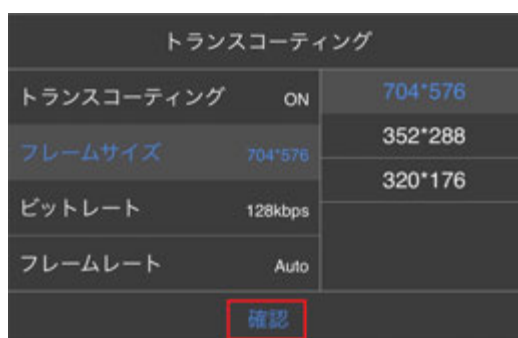 トランスコーティング
トランスコーティング ON
フレームサイズ 704*576
ビットレート 128kbps
フレームレート Auto
704*576
352*288
320*176
確認